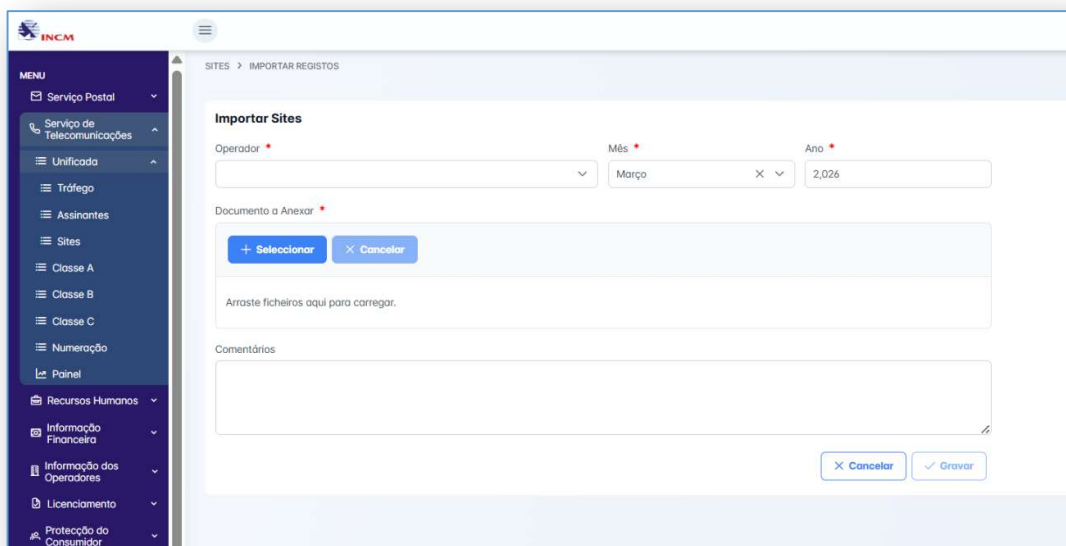 INCM
MENU
Serviço Postal
Serviço de
Telecomunicações
Unificada
Tráfego
Assinantes
Sites
Classe A
Classe B
Classe C
Numeração
Painel
Recursos Humanos
Informação
Financeira
Informação dos
Operadores
Licenciamento
Protecção do
Consumidor
SITES > IMPORTAR REGISTOS
Importar Sites
Operador *
Mês *
Ano *
Março
2,026
Documento a Anexar *
+ Seleccionar
× Cancelar
Arraste ficheiros aqui para carregar.
Comentários
× Cancelar
✓ Gravar